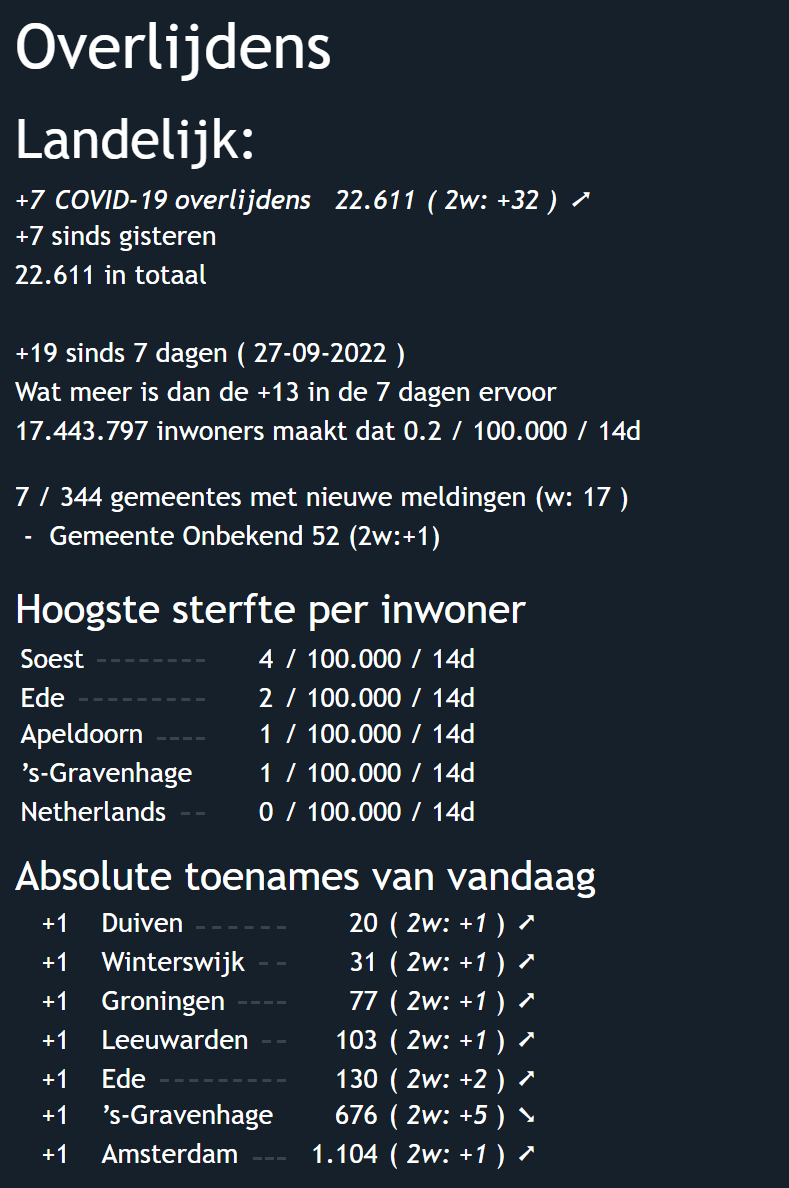 Overlijdens
Landelijk:
+7 COVID-19 overlijdens 22.611 ( 2w: +32 ) ➚
+7 sinds gisteren
22.611 in totaal
+19 sinds 7 dagen ( 27-09-2022 )
Wat meer is dan de +13 in de 7 dagen ervoor
17.443.797 inwoners maakt dat 0.2 / 100.000 / 14d
7 / 344 gemeentes met nieuwe meldingen (w: 17 )
- Gemeente Onbekend 52 (2w:+1)
Hoogste sterfte per inwoner
Soest -------- 4 / 100.000 / 14d
Ede --------- 2 / 100.000 / 14d
Apeldoorn ---- 1 / 100.000 / 14d
’s-Gravenhage 1 / 100.000 / 14d
Netherlands -- 0 / 100.000 / 14d
Absolute toenames van vandaag
+1 Duiven ------ 20 ( 2w: +1 ) ➚
+1 Winterswijk -- 31 ( 2w: +1 ) ➚
+1 Groningen ---- 77 ( 2w: +1 ) ➚
+1 Leeuwarden -- 103 ( 2w: +1 ) ➚
+1 Ede --------- 130 ( 2w: +2 ) ➚
+1 ’s-Gravenhage 676 ( 2w: +5 ) ➘
+1 Amsterdam --- 1.104 ( 2w: +1 ) ➚